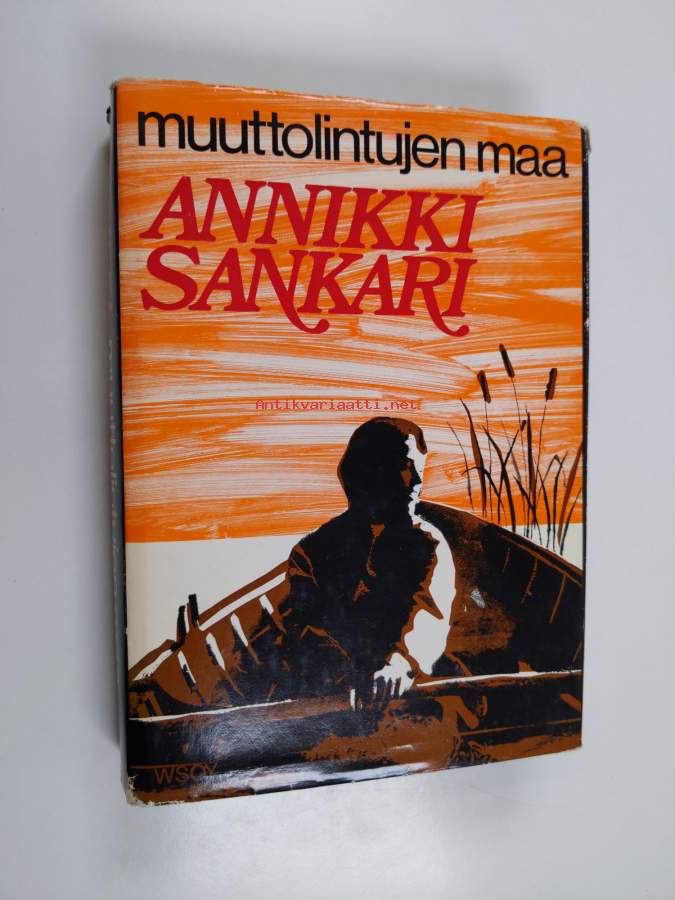 muuttolintujen maa
ANNIKKI
SANKARI
Antikvariaatti.net
WSOY